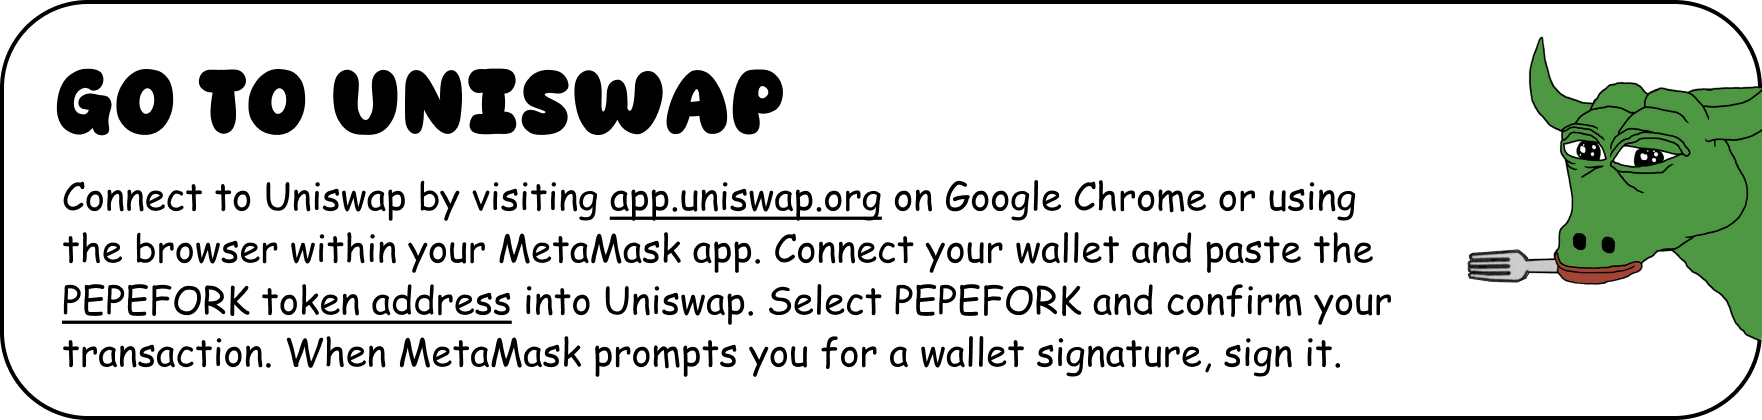 GO TO UNISWAP
Connect to Uniswap by visiting app.uniswap.org on Google Chrome or using
the browser within your MetaMask app. Connect your wallet and paste the
PEPEFORK token address into Uniswap. Select PEPEFORK and confirm your
transaction. When MetaMask prompts you for a wallet signature, sign it.